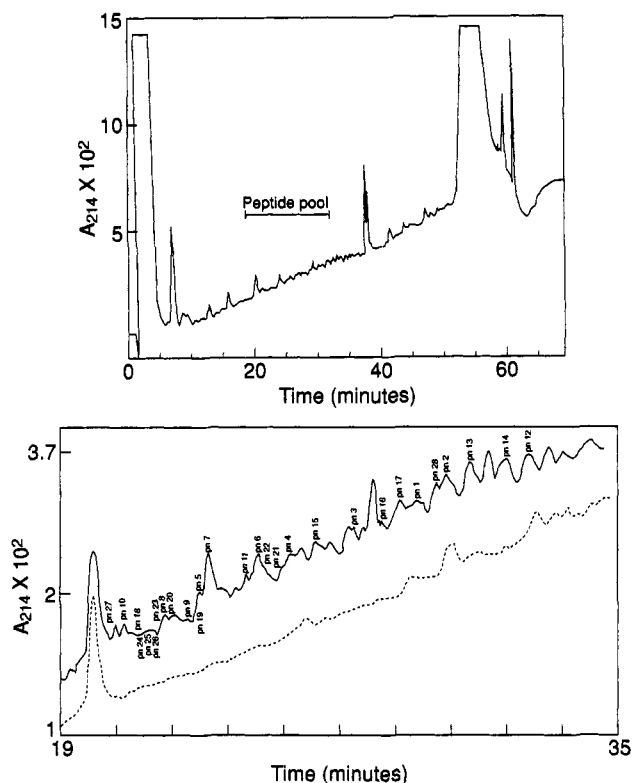 15
10
5
A214 X 10²
Peptide pool
0 20 40 60
Time (minutes)
3.7
2
1
A214 X 10²
pn 27
pn 10
pn 18
pn 24
pn 25
pn 26
pn 23
pn 8
pn 20
pn 9
pn 5
pn 19
pn 7
pn 11
pn 6
pn 22
pn 21
pn 4
pn 15
pn 3
pn 16
pn 17
pn 1
pn 28
pn 2
pn 13
pn 14
pn 12
19 35
Time (minutes)